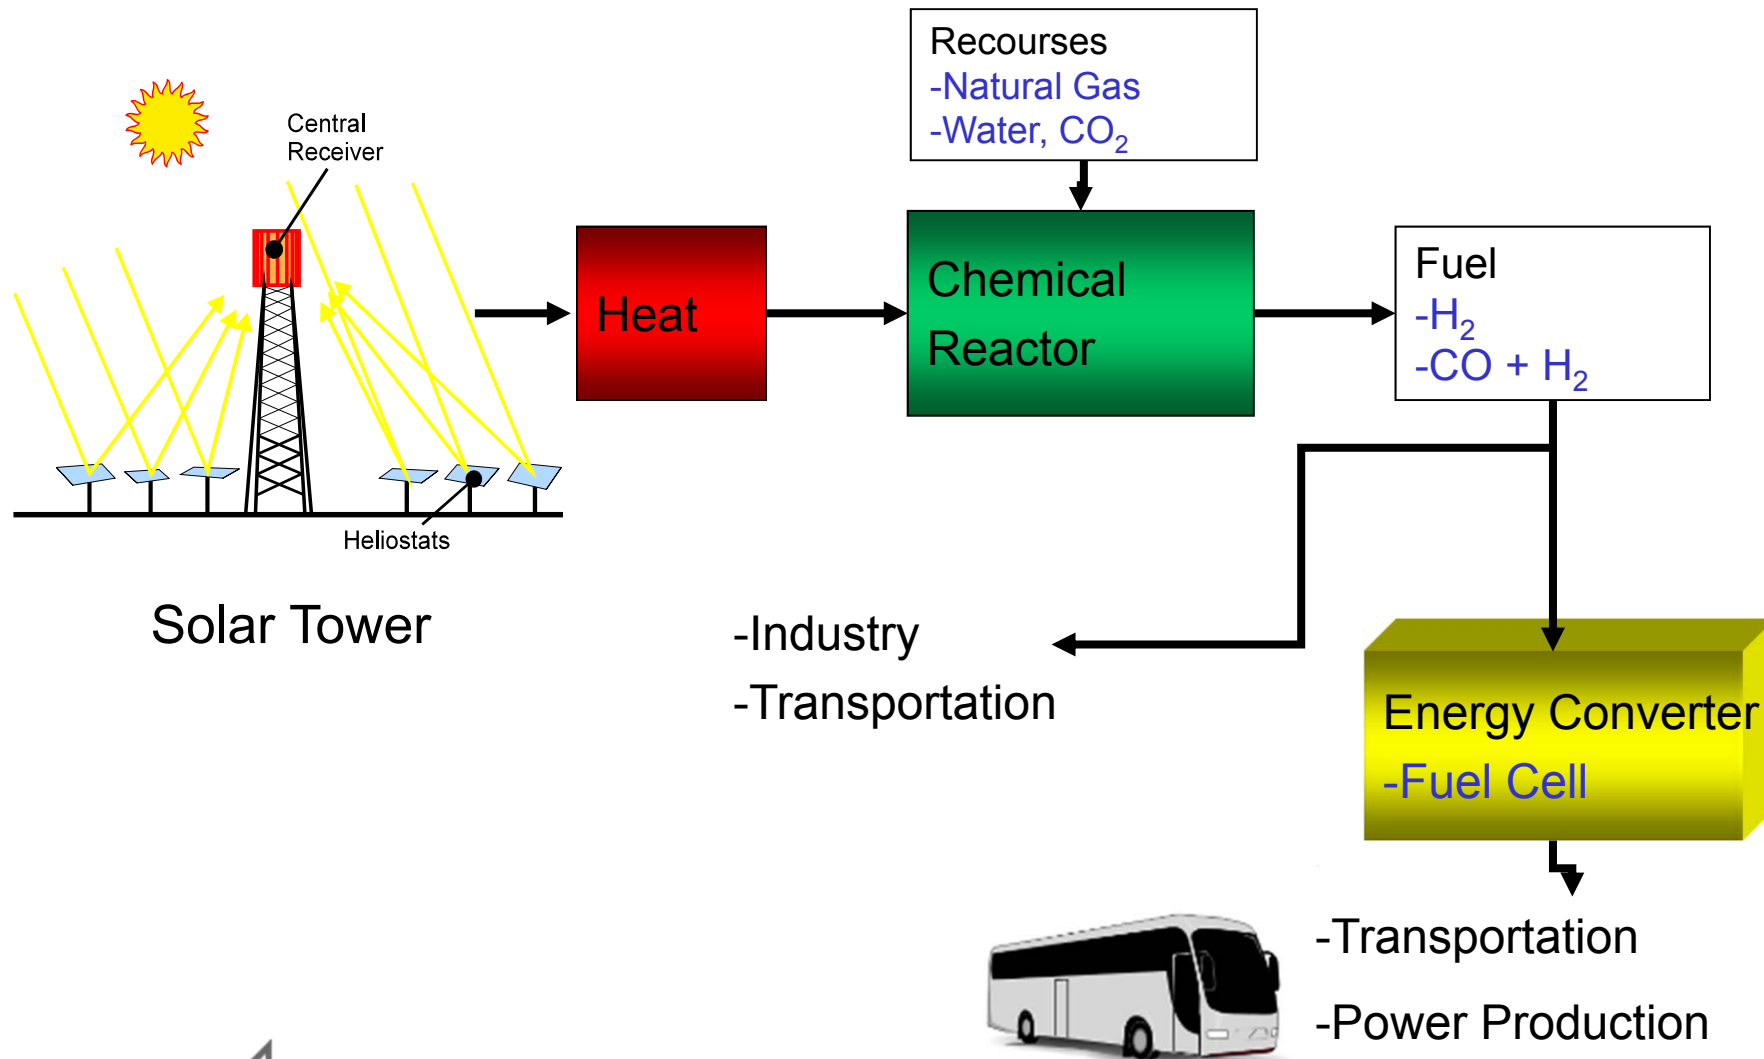 Recourses
-Natural Gas
-Water, CO₂
Central
Receiver
Heat
Chemical
Reactor
Fuel
-H₂
-CO + H₂
Heliostats
Solar Tower
-Industry
-Transportation
Energy Converter
-Fuel Cell
-Transportation
-Power Production